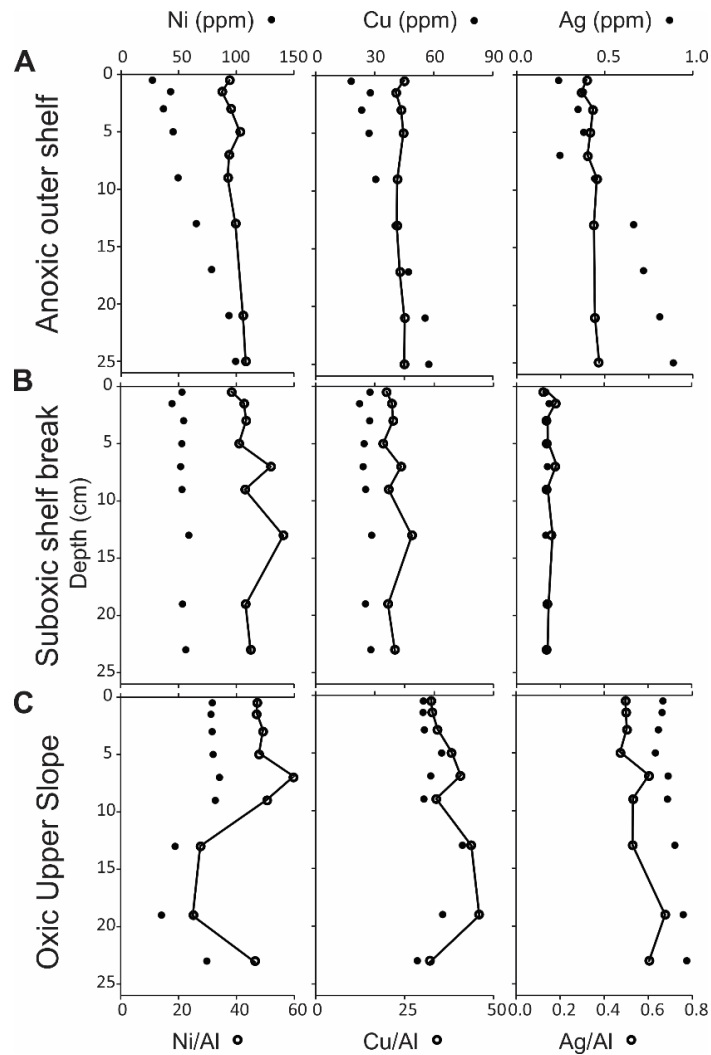 Ni (ppm) •
Cu (ppm) •
Ag (ppm) •
0 50 100 150
0 30 60 90
0.0 0.5 1.0
A
Anoxic outer shelf
0
5
10
15
20
25
B
Suboxic shelf break
Depth (cm)
0
5
10
15
20
25
C
Oxic Upper Slope
0
5
10
15
20
25
0 20 40 60
0 25 50
0.0 0.2 0.4 0.6 0.8
Ni/Al
Cu/Al
Ag/Al